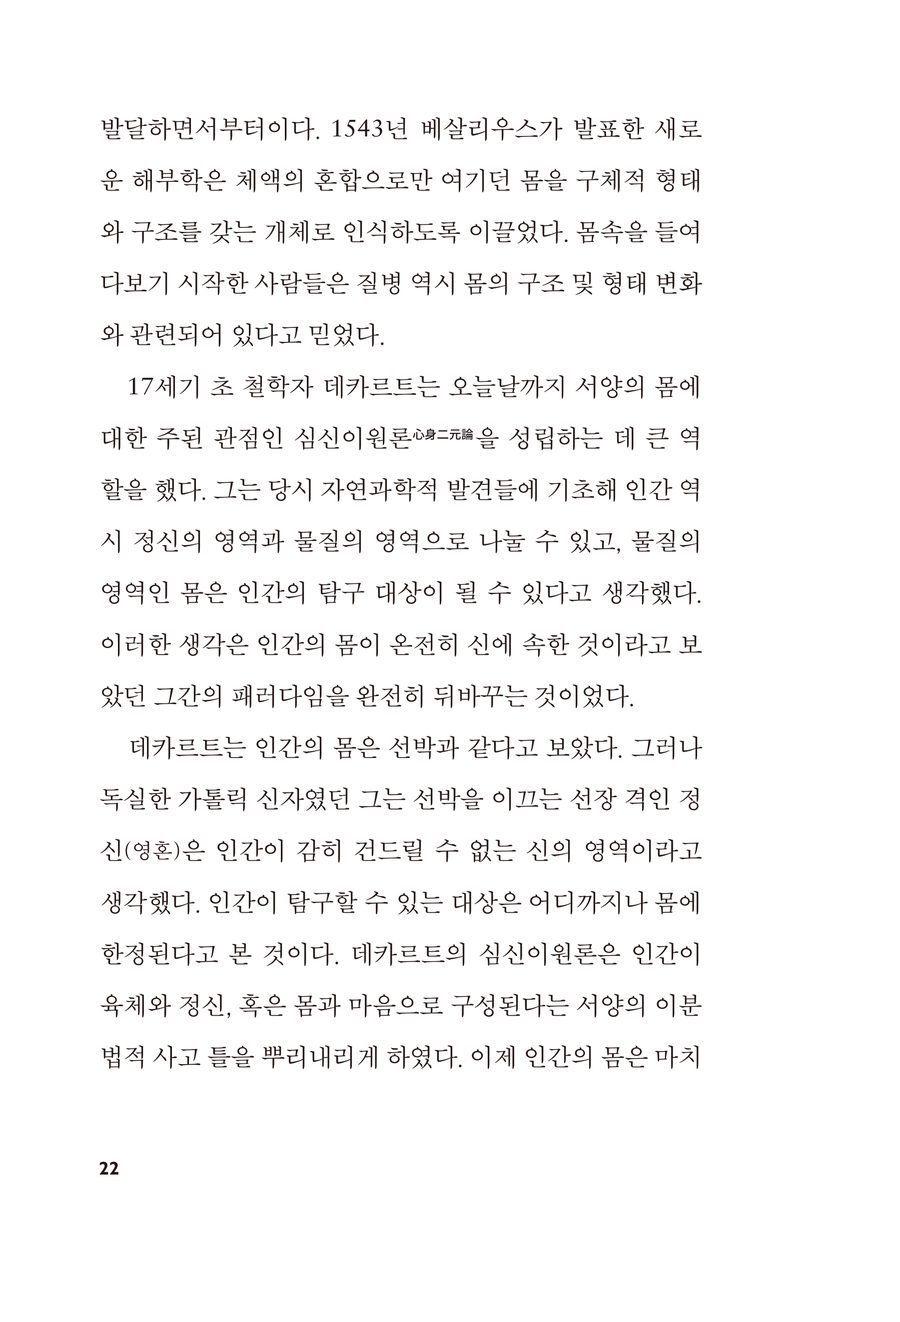 발달하면서부터이다. 1543년 베살리우스가 발표한 새로
운 해부학은 체액의 혼합으로만 여기던 몸을 구체적 형태
와 구조를 갖는 개체로 인식하도록 이끌었다. 몸속을 들여
다보기 시작한 사람들은 질병 역시 몸의 구조 및 형태 변화
와 관련되어 있다고 믿었다.
17세기 초 철학자 데카르트는 오늘날까지 서양의 몸에
대한 주된 관점인 심신이원론心身二元論을 성립하는 데 큰 역
할을 했다. 그는 당시 자연과학적 발견들에 기초해 인간 역
시 정신의 영역과 물질의 영역으로 나눌 수 있고, 물질의
영역인 몸은 인간의 탐구 대상이 될 수 있다고 생각했다.
이러한 생각은 인간의 몸이 온전히 신에 속한 것이라고 보
았던 그간의 패러다임을 완전히 뒤바꾸는 것이었다.
데카르트는 인간의 몸은 선박과 같다고 보았다. 그러나
독실한 가톨릭 신자였던 그는 선박을 이끄는 선장 격인 정
신(영혼)은 인간이 감히 건드릴 수 없는 신의 영역이라고
생각했다. 인간이 탐구할 수 있는 대상은 어디까지나 몸에
한정된다고 본 것이다. 데카르트의 심신이원론은 인간이
육체와 정신, 혹은 몸과 마음으로 구성된다는 서양의 이분
법적 사고 틀을 뿌리내리게 하였다. 이제 인간의 몸은 마치
22